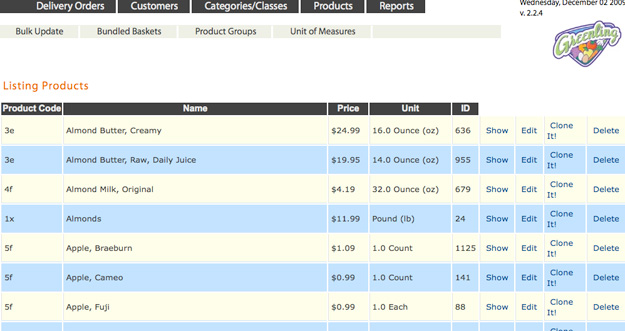 Delivery Orders Customers Categories/Classes Products Reports
Wednesday, December 02 2009
v. 2.2.4
Bulk Update Bundled Baskets Product Groups Unit of Measures
Greenling
Listing Products
Product Code Name Price Unit ID
3e Almond Butter, Creamy $24.99 16.0 Ounce (oz) 636 Show Edit Clone It! Delete
3e Almond Butter, Raw, Daily Juice $19.95 14.0 Ounce (oz) 955 Show Edit Clone It! Delete
4f Almond Milk, Original $4.19 32.0 Ounce (oz) 679 Show Edit Clone It! Delete
1x Almonds $11.99 Pound (lb) 24 Show Edit Clone It! Delete
5f Apple, Braeburn $1.09 1.0 Count 1125 Show Edit Clone It! Delete
5f Apple, Cameo $0.99 1.0 Count 141 Show Edit Clone It! Delete
5f Apple, Fuji $0.99 1.0 Each 88 Show Edit Clone It! Delete
Clone